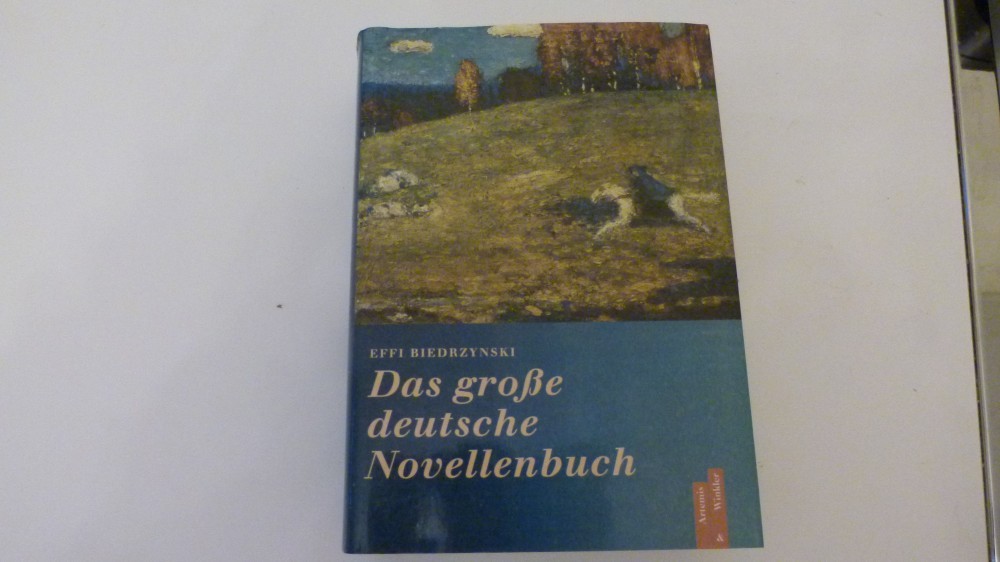 EFFI BIEDRZYNSKI
Das große
deutsche
Novellenbuch
Artemis
& Winkler